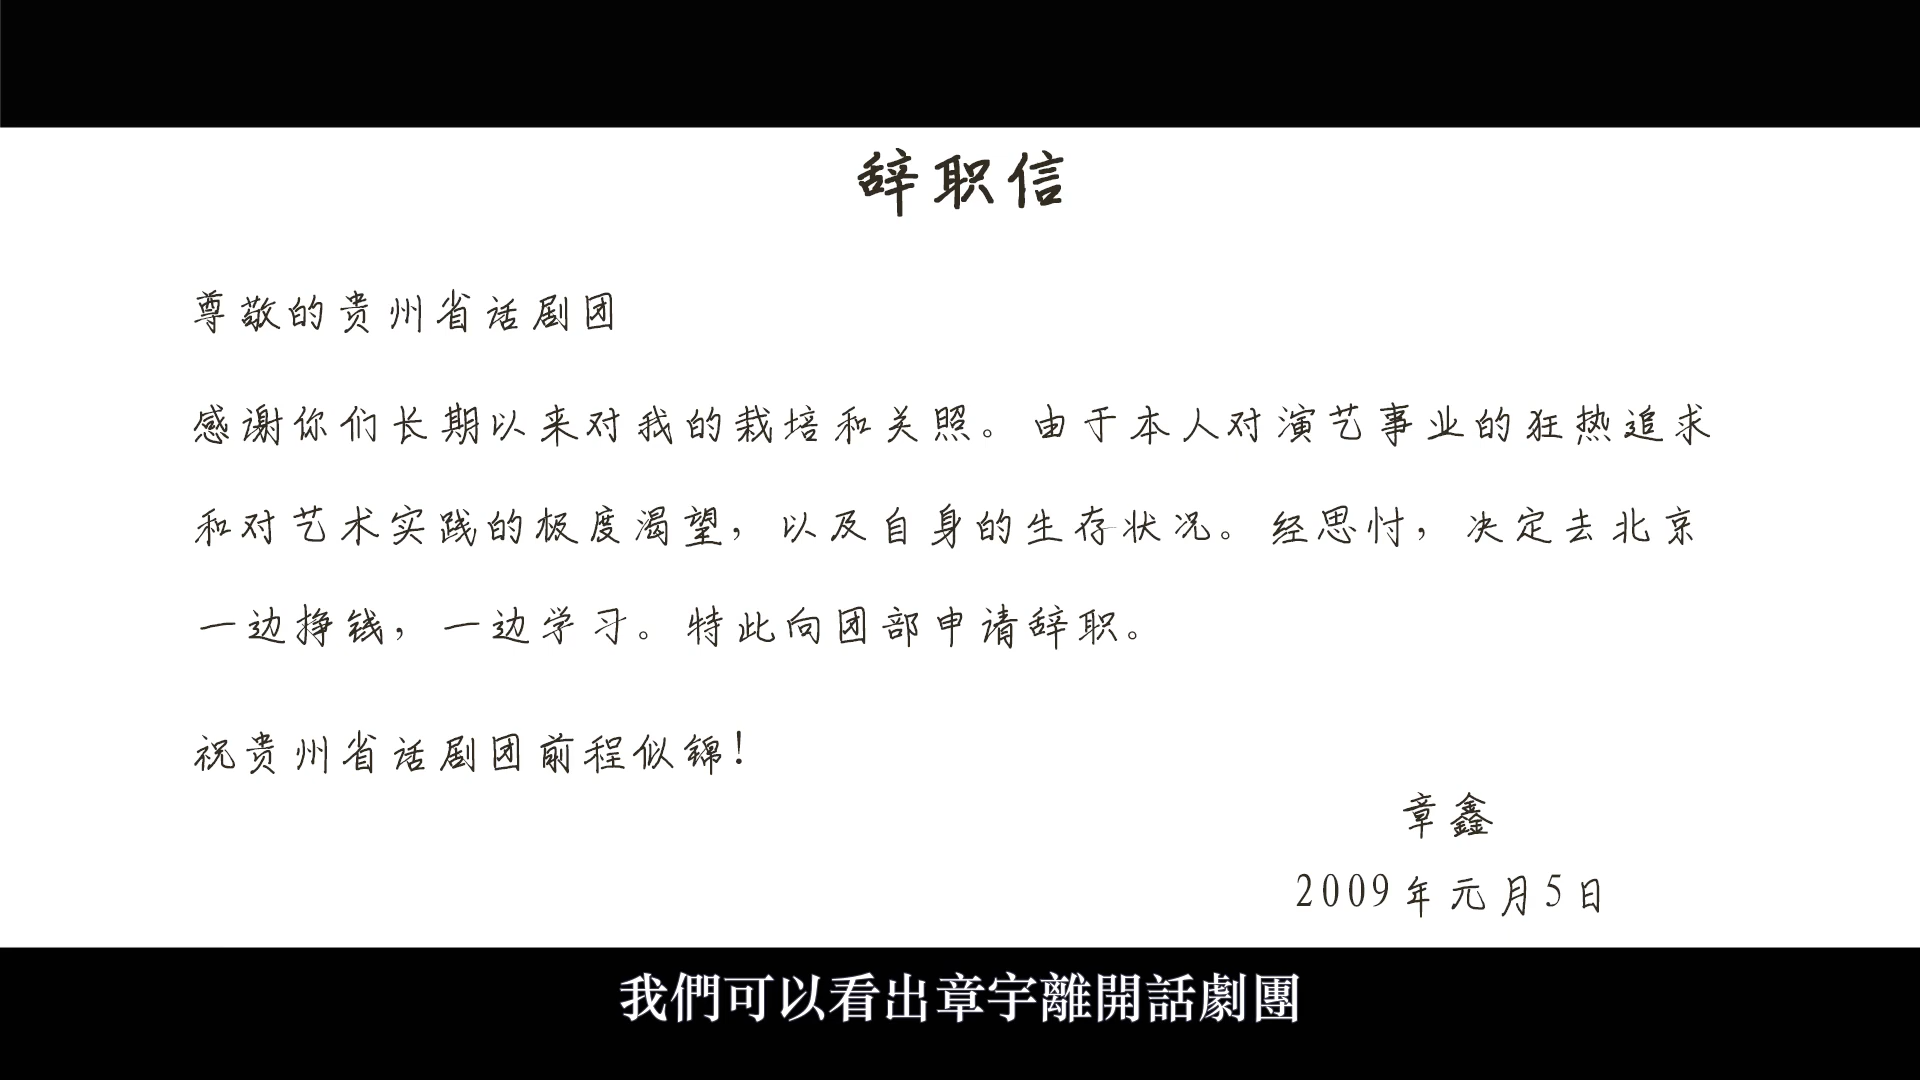 辞职信
尊敬的贵州省话剧团
感谢你们长期以来对我的栽培和关照。由于本人对演艺事业的狂热追求
和对艺术实践的极度渴望，以及自身的生存状况。经思忖，决定去北京
一边挣钱，一边学习。特此向团部申请辞职。
祝贵州省话剧团前程似锦！
章鑫
2009年元月5日
我們可以看出章宇離開話劇團